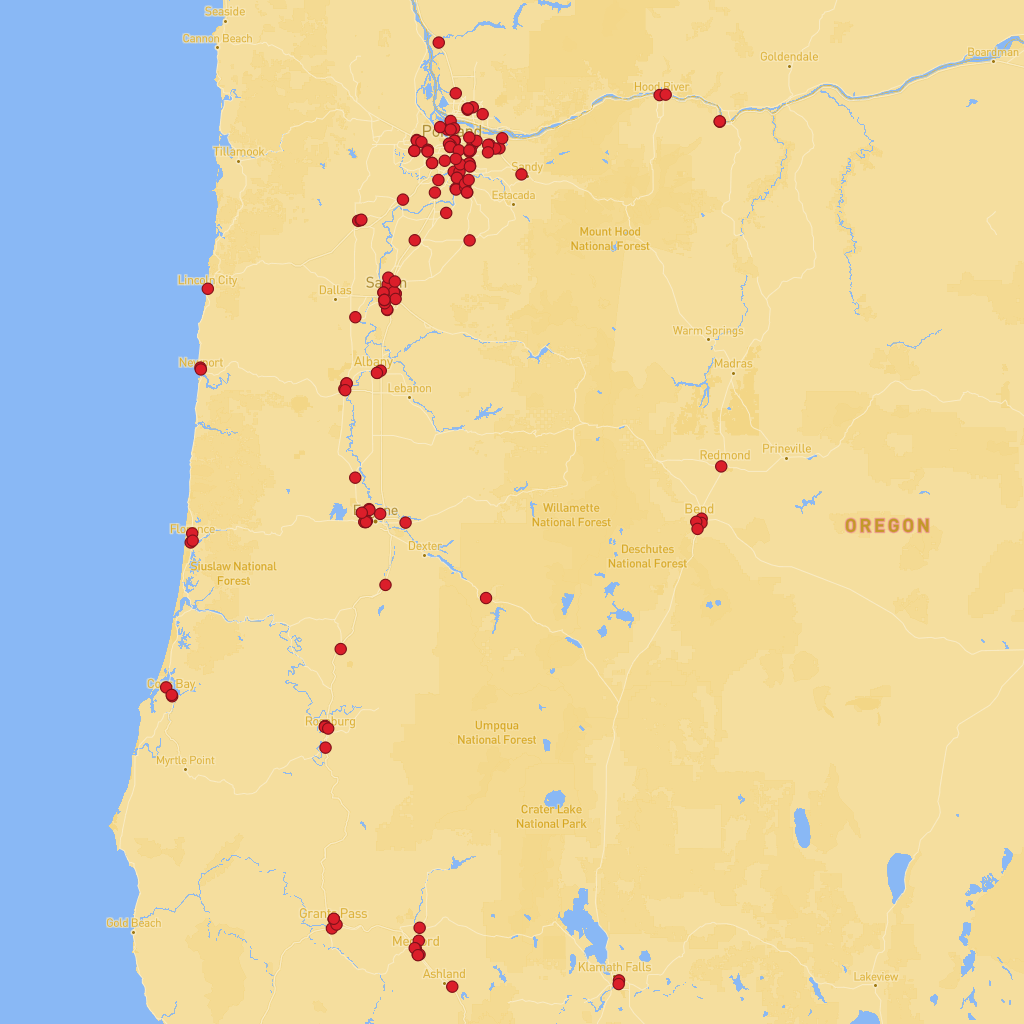 Seaside
Cannon Beach
Goldendale
Boardman
Hood River
Portland
Tillamook
Sandy
Estacada
Mount Hood
National Forest
Lincoln City
Salem
Dallas
Warm Springs
Newport
Albany
Madras
Lebanon
Redmond
Prineville
Eugene
Willamette
National Forest
Bend
OREGON
Florence
Dexter
Deschutes
National Forest
Siuslaw National
Forest
Coos Bay
Roseburg
Umpqua
National Forest
Myrtle Point
Crater Lake
National Park
Grants Pass
Gold Beach
Medford
Ashland
Klamath Falls
Lakeview